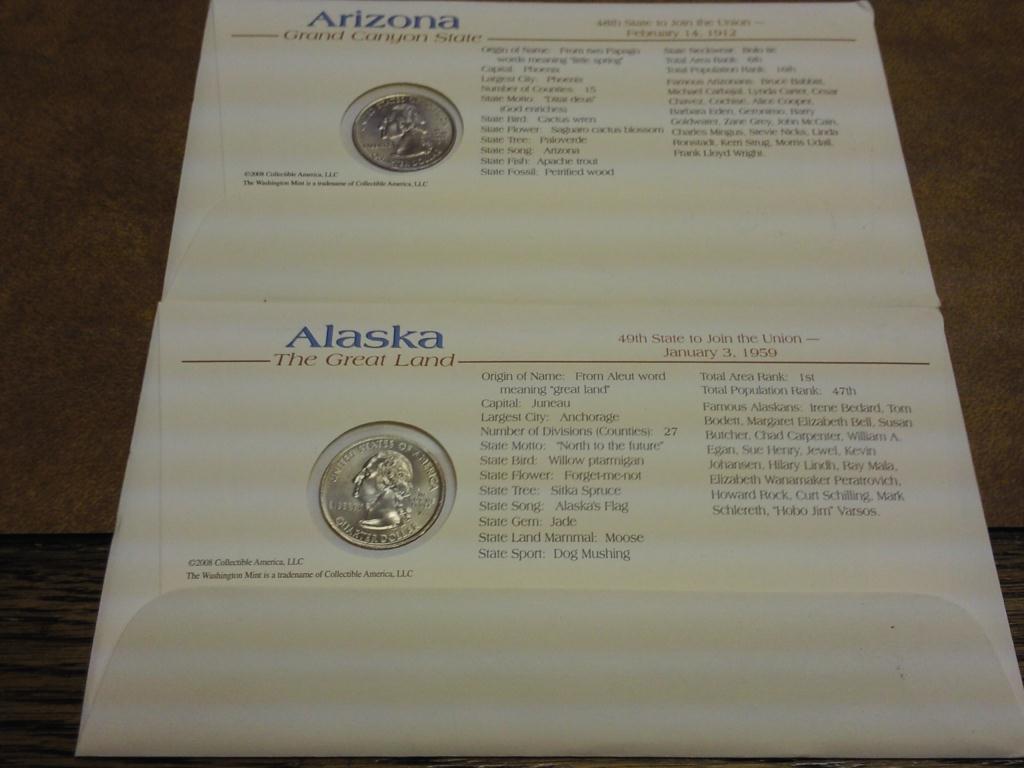 Arizona
Grand Canyon State
48th State to Join the Union —
February 14, 1912
Origin of Name: From two Papago
words meaning "little spring"
Capital: Phoenix
Largest City: Phoenix
Number of Counties: 15
State Motto: "Ditat deus"
(God enriches)
State Bird: Cactus wren
State Flower: Saguaro cactus blossom
State Tree: Paloverde
State Song: Arizona
State Fish: Apache trout
State Fossil: Petrified wood
State Neckwear: Bolo tie
Total Area Rank: 6th
Total Population Rank: 16th
Famous Arizonans: Bruce Babbitt,
Michael Carbajal, Lynda Carter, Cesar
Chavez, Cochise, Alice Cooper,
Barbara Eden, Geronimo, Barry
Goldwater, Zane Grey, John McCain,
Charles Mingus, Stevie Nicks, Linda
Ronstadt, Kerri Strug, Morris Udall,
Frank Lloyd Wright.
©2008 Collectible America, LLC
The Washington Mint is a tradename of Collectible America, LLC
Alaska
The Great Land
49th State to Join the Union —
January 3, 1959
Origin of Name: From Aleut word
meaning "great land"
Capital: Juneau
Largest City: Anchorage
Number of Divisions (Counties): 27
State Motto: "North to the future"
State Bird: Willow ptarmigan
State Flower: Forget-me-not
State Tree: Sitka Spruce
State Song: Alaska's Flag
State Gem: Jade
State Land Mammal: Moose
State Sport: Dog Mushing
Total Area Rank: 1st
Total Population Rank: 47th
Famous Alaskans: Irene Bedard, Tom
Bodett, Margaret Elizabeth Bell, Susan
Butcher, Chad Carpenter, William A.
Egan, Sue Henry, Jewel, Kevin
Johansen, Hilary Lindh, Ray Mala,
Elizabeth Wanamaker Peratrovich,
Howard Rock, Curt Schilling, Mark
Schlereth, "Hobo Jim" Varsos.
UNITED STATES OF AMERICA
LIBERTY
QUARTER DOLLAR
©2008 Collectible America, LLC
The Washington Mint is a tradename of Collectible America, LLC